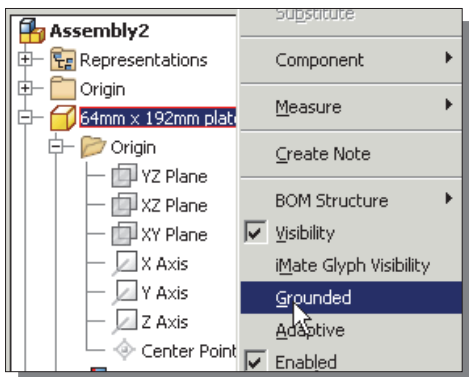 Assembly2
Representations
Origin
64mm x 192mm plate
Origin
YZ Plane
XZ Plane
XY Plane
X Axis
Y Axis
Z Axis
Center Point
Substitute
Component
Measure
Create Note
BOM Structure
Visibility
iMate Glyph Visibility
Grounded
Adaptive
Enabled